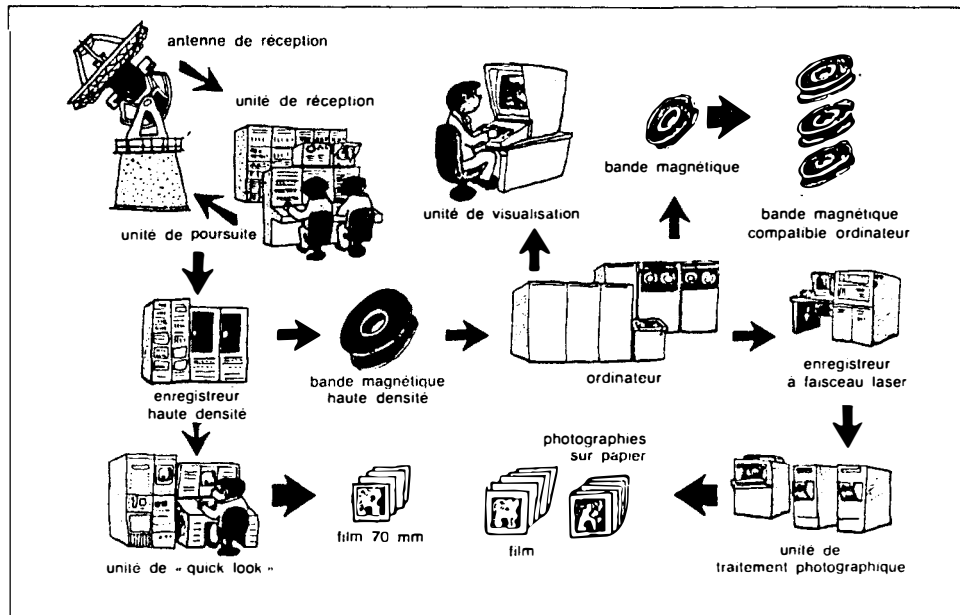 antenne de réception
unité de réception
unité de poursuite
unité de visualisation
bande magnétique
bande magnétique
compatible ordinateur
enregistreur
haute densité
bande magnétique
haute densité
ordinateur
enregistreur
à faisceau laser
unité de « quick look »
film 70 mm
photographies
sur papier
film
unité de
traitement photographique